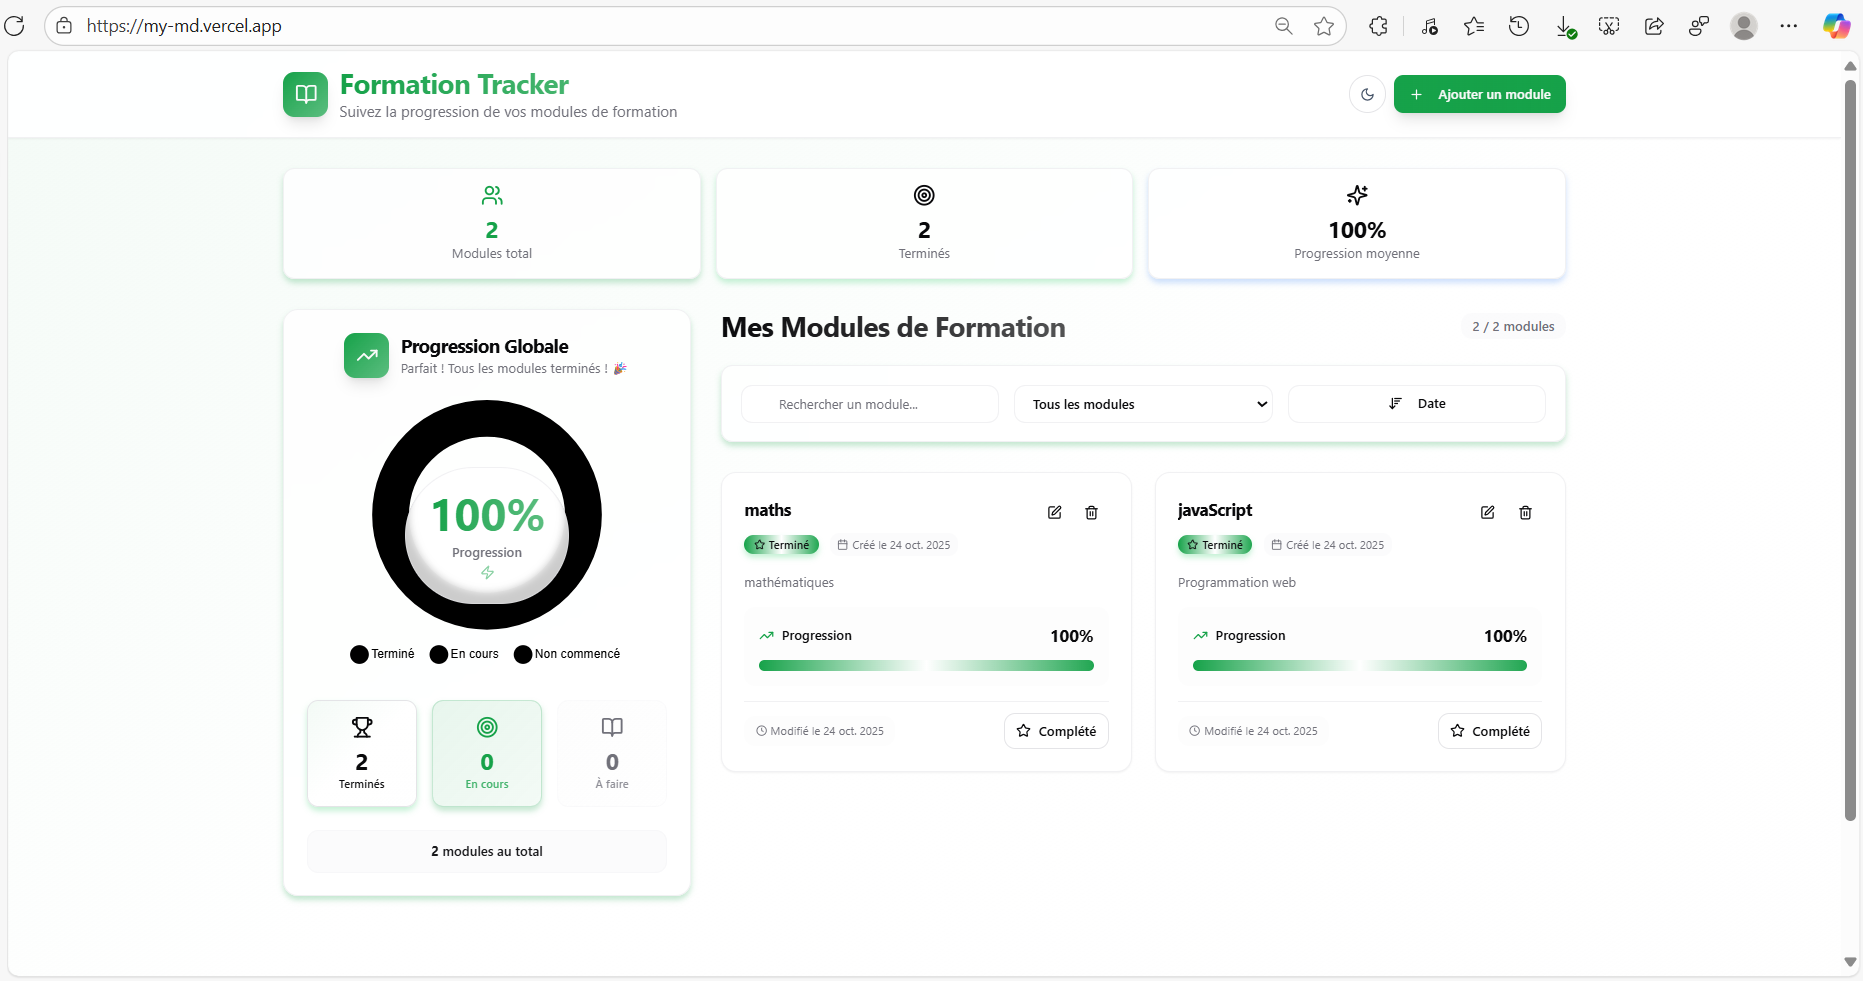 https://my-md.vercel.app
Formation Tracker
Suivez la progression de vos modules de formation
Ajouter un module
2
Modules total
2
Terminés
100%
Progression moyenne
Progression Globale
Parfait ! Tous les modules terminés ! 🎉
100%
Progression
Terminé En cours Non commencé
2
Terminés
0
En cours
0
À faire
2 modules au total
Mes Modules de Formation
2 / 2 modules
Rechercher un module...
Tous les modules
Date
maths
Terminé
Créé le 24 oct. 2025
mathématiques
Progression 100%
Modifié le 24 oct. 2025
Complété
javaScript
Terminé
Créé le 24 oct. 2025
Programmation web
Progression 100%
Modifié le 24 oct. 2025
Complété